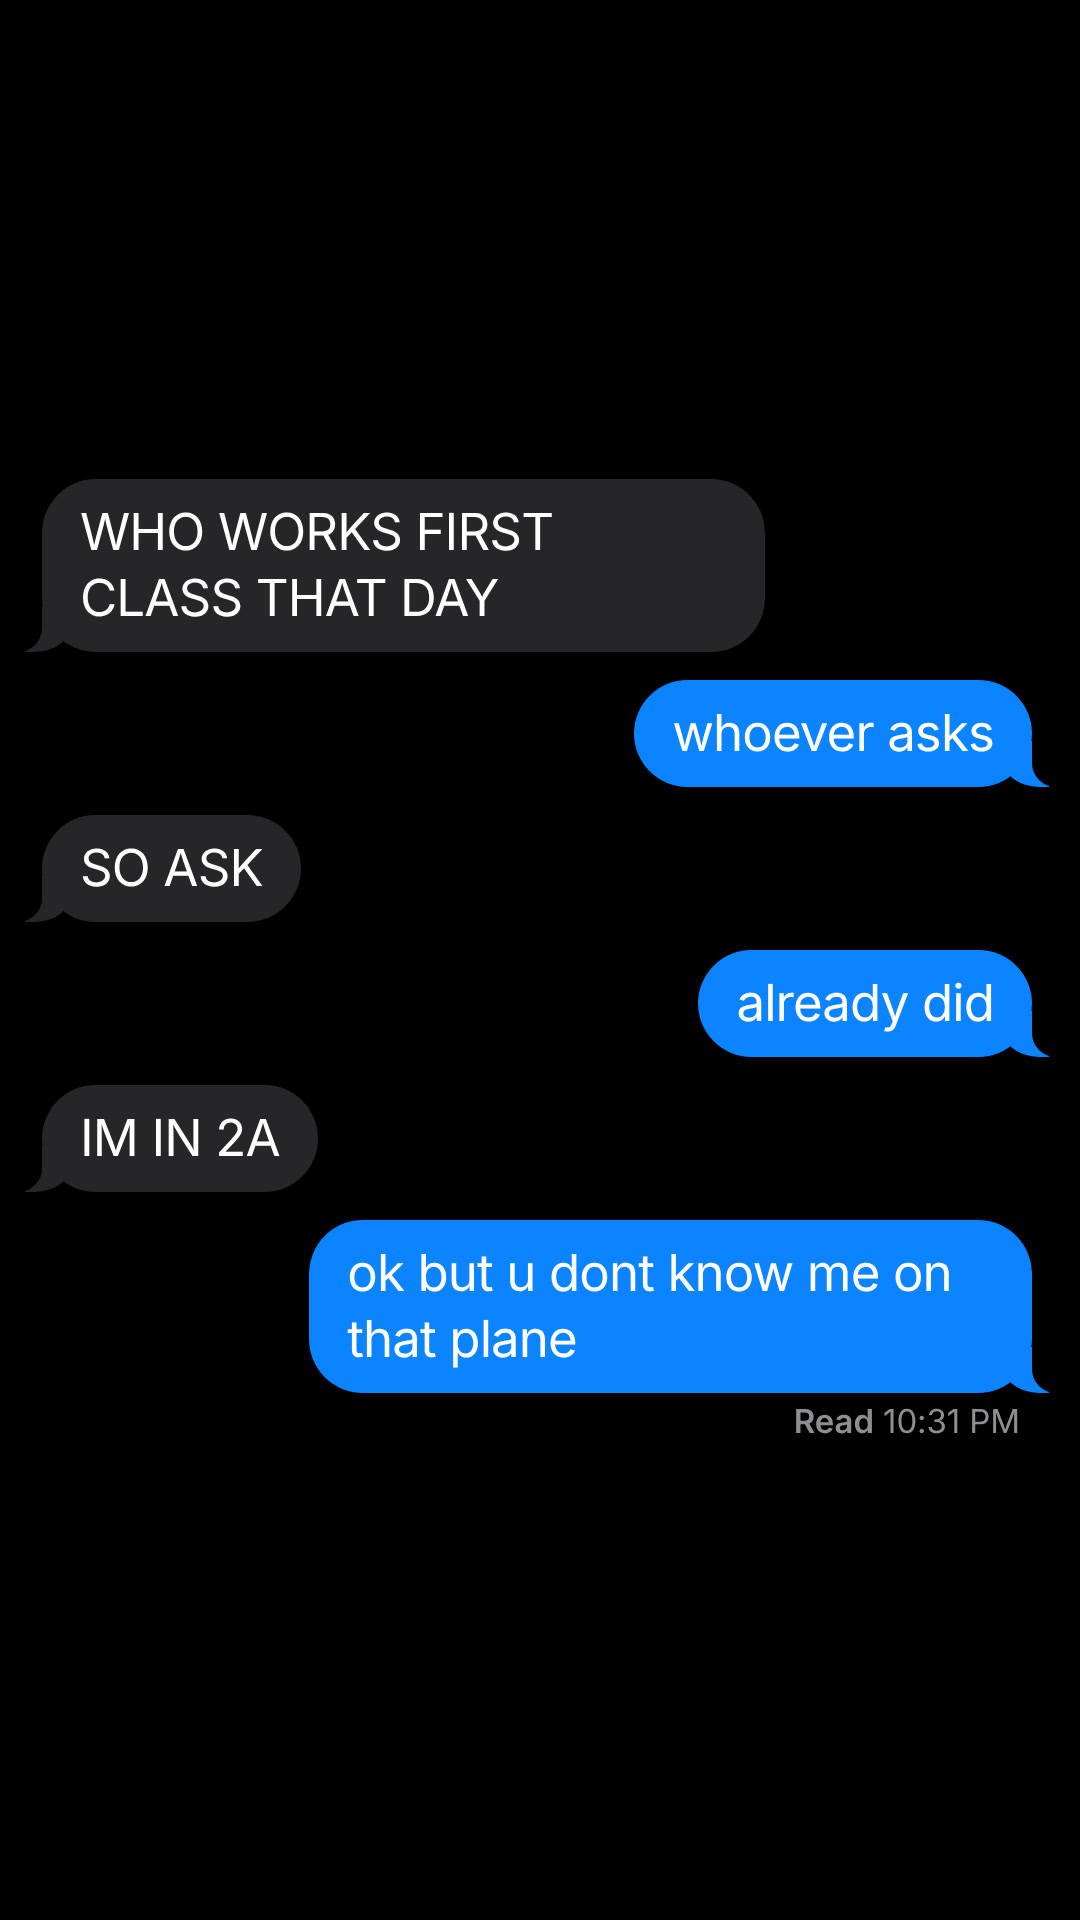 WHO WORKS FIRST
CLASS THAT DAY
whoever asks
SO ASK
already did
IM IN 2A
ok but u dont know me on
that plane
Read 10:31 PM